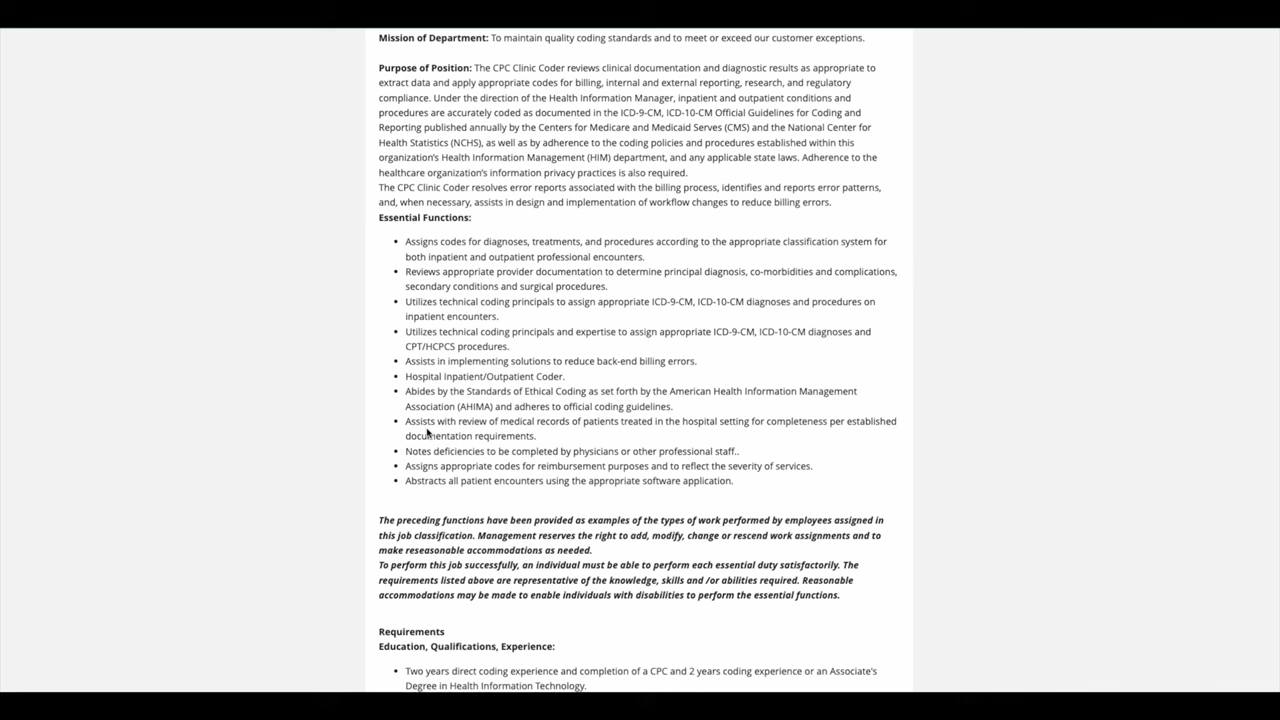 Mission of Department: To maintain quality coding standards and to meet or exceed our customer exceptions.
Purpose of Position: The CPC Clinic Coder reviews clinical documentation and diagnostic results as appropriate to
extract data and apply appropriate codes for billing, internal and external reporting, research, and regulatory
compliance. Under the direction of the Health Information Manager, inpatient and outpatient conditions and
procedures are accurately coded as documented in the ICD-9-CM, ICD-10-CM Official Guidelines for Coding and
Reporting published annually by the Centers for Medicare and Medicaid Serves (CMS) and the National Center for
Health Statistics (NCHS), as well as by adherence to the coding policies and procedures established within this
organization's Health Information Management (HIM) department, and any applicable state laws. Adherence to the
healthcare organization's information privacy practices is also required.
The CPC Clinic Coder resolves error reports associated with the billing process, identifies and reports error patterns,
and, when necessary, assists in design and implementation of workflow changes to reduce billing errors.
Essential Functions:
• Assigns codes for diagnoses, treatments, and procedures according to the appropriate classification system for
both inpatient and outpatient professional encounters.
• Reviews appropriate provider documentation to determine principal diagnosis, co-morbidities and complications,
secondary conditions and surgical procedures.
• Utilizes technical coding principals to assign appropriate ICD-9-CM, ICD-10-CM diagnoses and procedures on
inpatient encounters.
• Utilizes technical coding principals and expertise to assign appropriate ICD-9-CM, ICD-10-CM diagnoses and
CPT/HCPCS procedures.
• Assists in implementing solutions to reduce back-end billing errors.
• Hospital Inpatient/Outpatient Coder.
• Abides by the Standards of Ethical Coding as set forth by the American Health Information Management
Association (AHIMA) and adheres to official coding guidelines.
• Assists with review of medical records of patients treated in the hospital setting for completeness per established
documentation requirements.
• Notes deficiencies to be completed by physicians or other professional staff..
• Assigns appropriate codes for reimbursement purposes and to reflect the severity of services.
• Abstracts all patient encounters using the appropriate software application.
The preceding functions have been provided as examples of the types of work performed by employees assigned in
this job classification. Management reserves the right to add, modify, change or rescend work assignments and to
make reseasonable accommodations as needed.
To perform this job successfully, an individual must be able to perform each essential duty satisfactorily. The
requirements listed above are representative of the knowledge, skills and /or abilities required. Reasonable
accommodations may be made to enable individuals with disabilities to perform the essential functions.
Requirements
Education, Qualifications, Experience:
• Two years direct coding experience and completion of a CPC and 2 years coding experience or an Associate's
Degree in Health Information Technology.